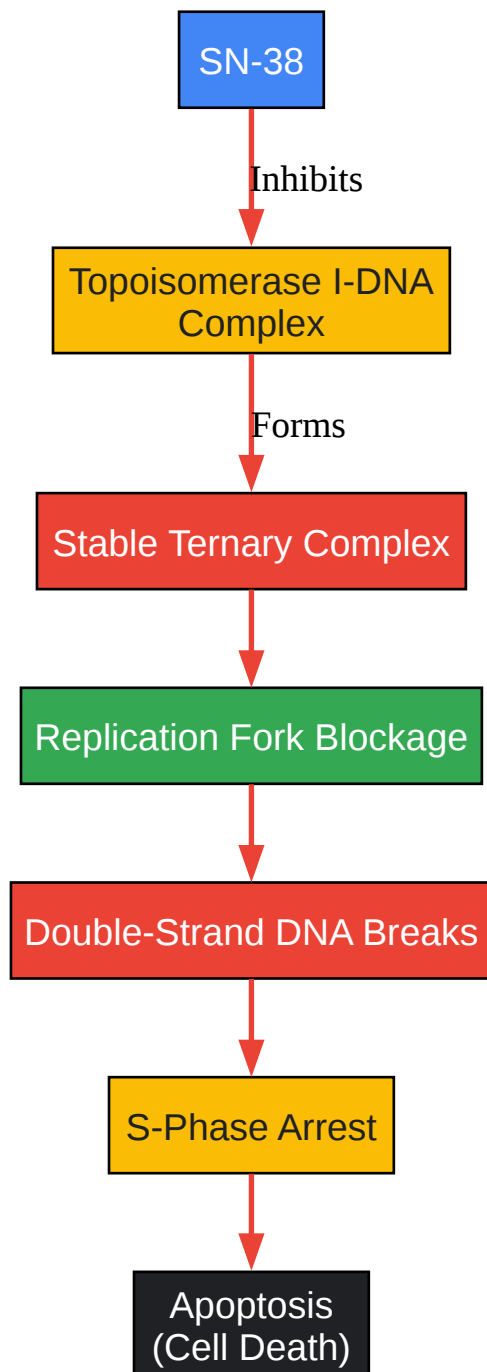 SN-38
Inhibits
Topoisomerase I-DNA
Complex
Forms
Stable Ternary Complex
Replication Fork Blockage
Double-Strand DNA Breaks
S-Phase Arrest
Apoptosis
(Cell Death)